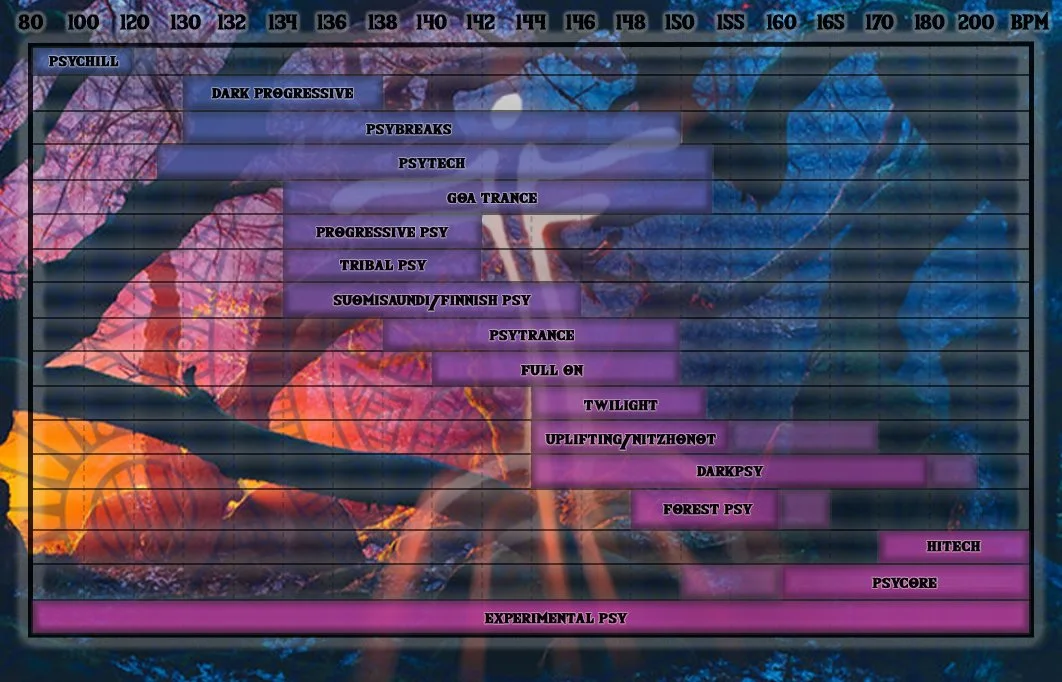 80 100 120 130 132 134 136 138 140 142 144 146 148 150 155 160 165 170 180 200 BPM
PSYCHILL
DARK PROGRESSIVE
PSYBREAKS
PSYTECH
GOA TRANCE
PROGRESSIVE PSY
TRIBAL PSY
SUOMISAUNDI/FINNISH PSY
PSYTRANCE
FULL ON
TWILIGHT
UPLIFTING/NITZHONOT
DARKPSY
FOREST PSY
HITECH
PSYCORE
EXPERIMENTAL PSY